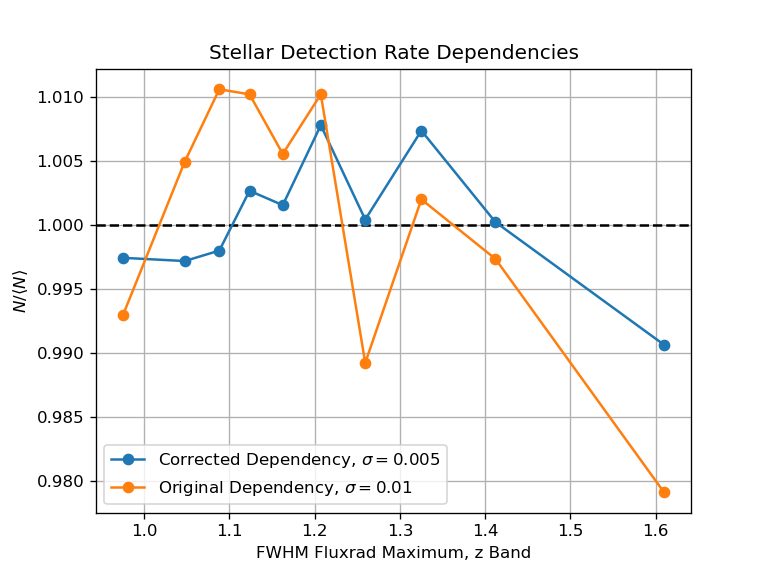 Stellar Detection Rate Dependencies
1.010
1.005
1.000
0.995
0.990
0.985
0.980
N/⟨N⟩
Corrected Dependency, σ = 0.005
Original Dependency, σ = 0.01
1.0 1.1 1.2 1.3 1.4 1.5 1.6
FWHM Fluxrad Maximum, z Band